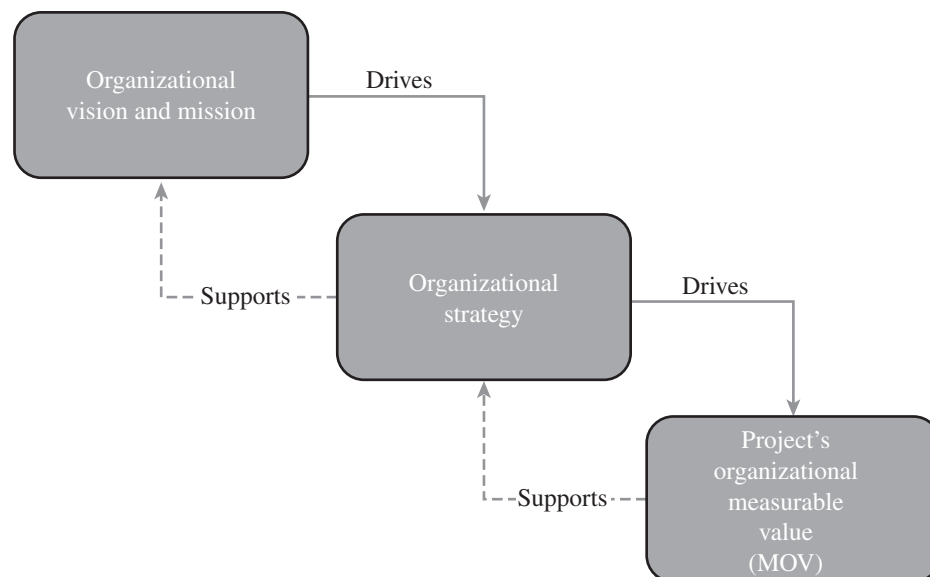 Organizational
vision and mission
Drives
Supports
Organizational
strategy
Drives
Supports
Project’s
organizational
measurable
value
(MOV)